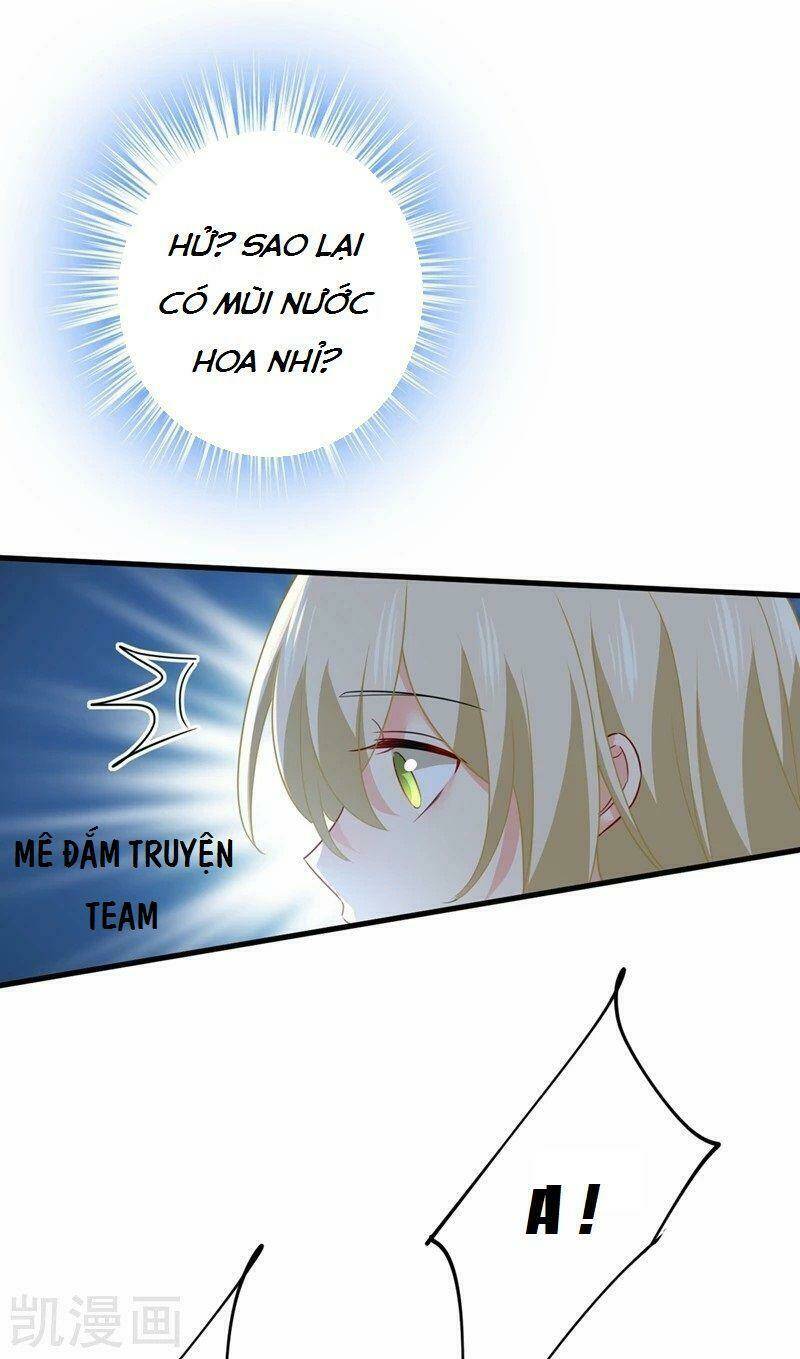 HỬ? SAO LẠI
CÓ MÙI NƯỚC
HOA NHỈ?
MÊ ĐẮM TRUYỆN
TEAM
A!
凯漫画